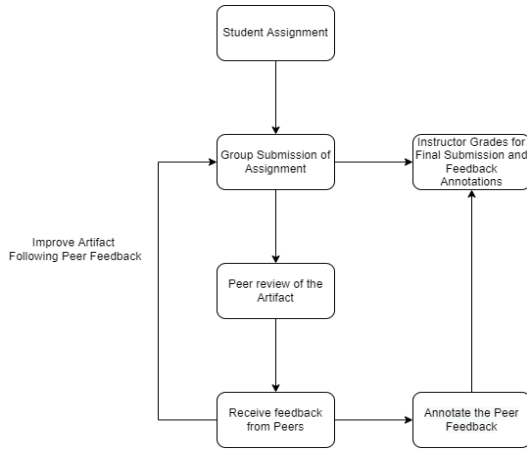 Student Assignment
Group Submission of
Assignment
Instructor Grades for
Final Submission and
Feedback
Annotations
Improve Artifact
Following Peer Feedback
Peer review of the
Artifact
Receive feedback
from Peers
Annotate the Peer
Feedback